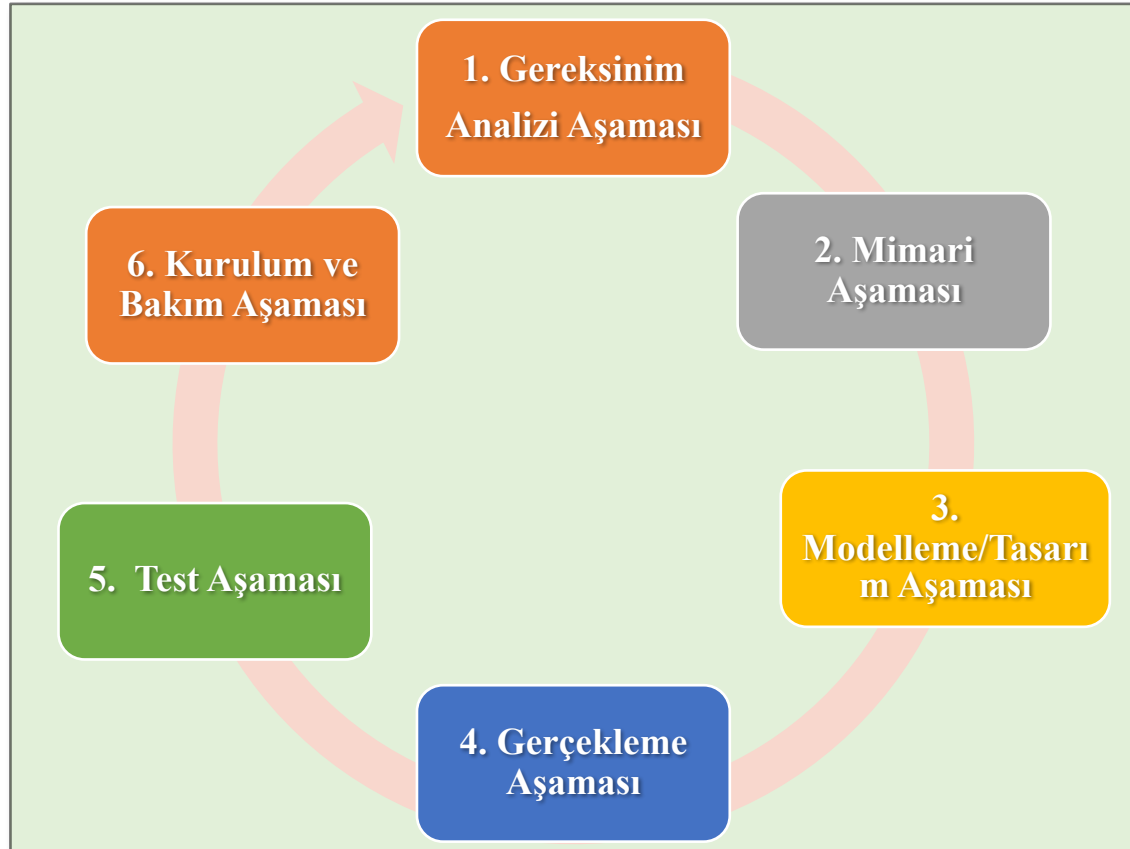 1. Gereksinim
Analizi Aşaması
2. Mimari
Aşaması
3.
Modelleme/Tasarı
m Aşaması
4. Gerçekleme
Aşaması
5.  Test Aşaması
6. Kurulum ve
Bakım Aşaması